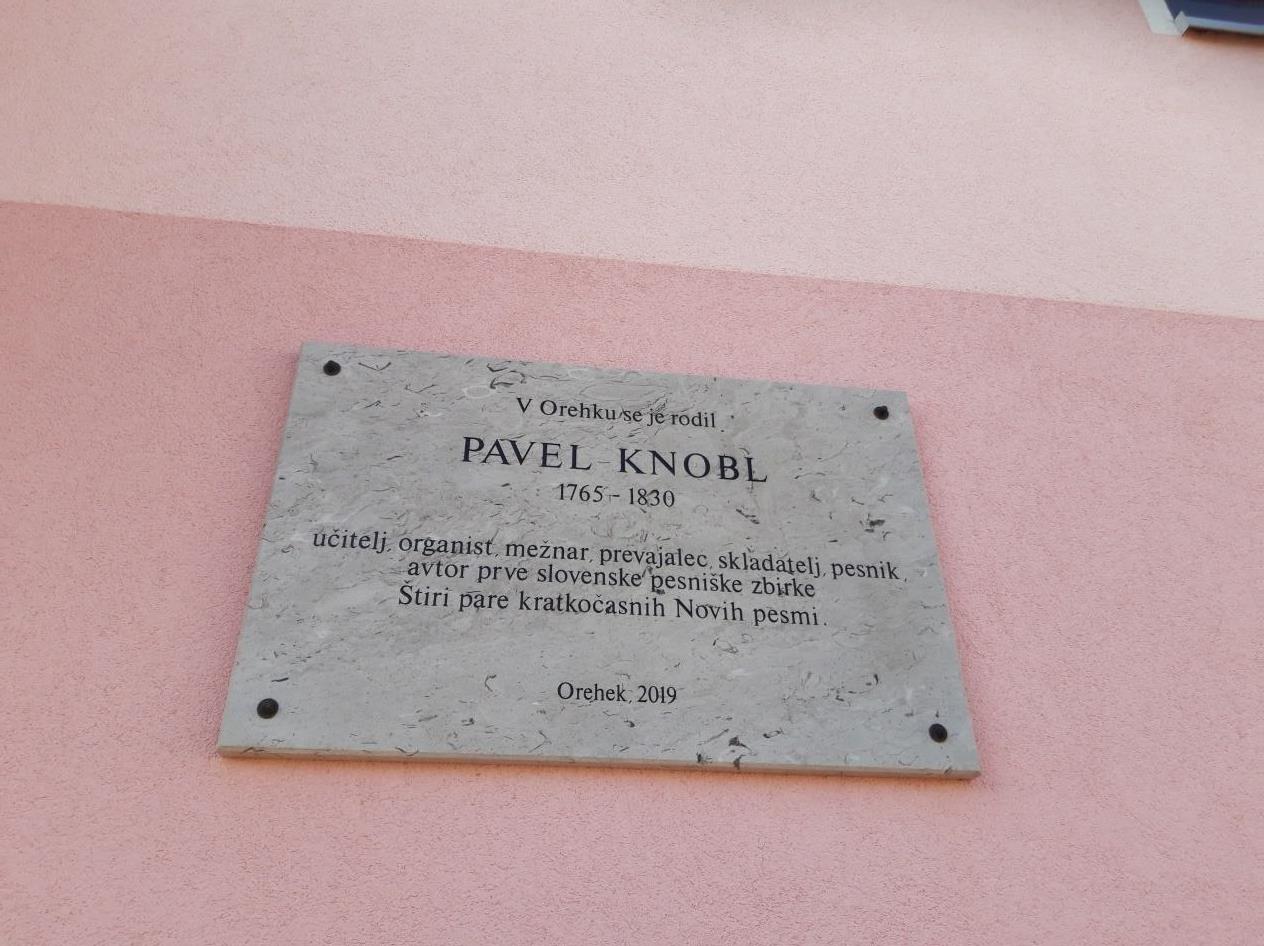 V Orehku se je rodil
PAVEL KNOBL
1765 - 1830
učitelj, organist, mežnar, prevajalec, skladatelj, pesnik,
avtor prve slovenske pesniške zbirke
Štiri pare kratkočasnih Novih pesmi.
Orehek, 2019